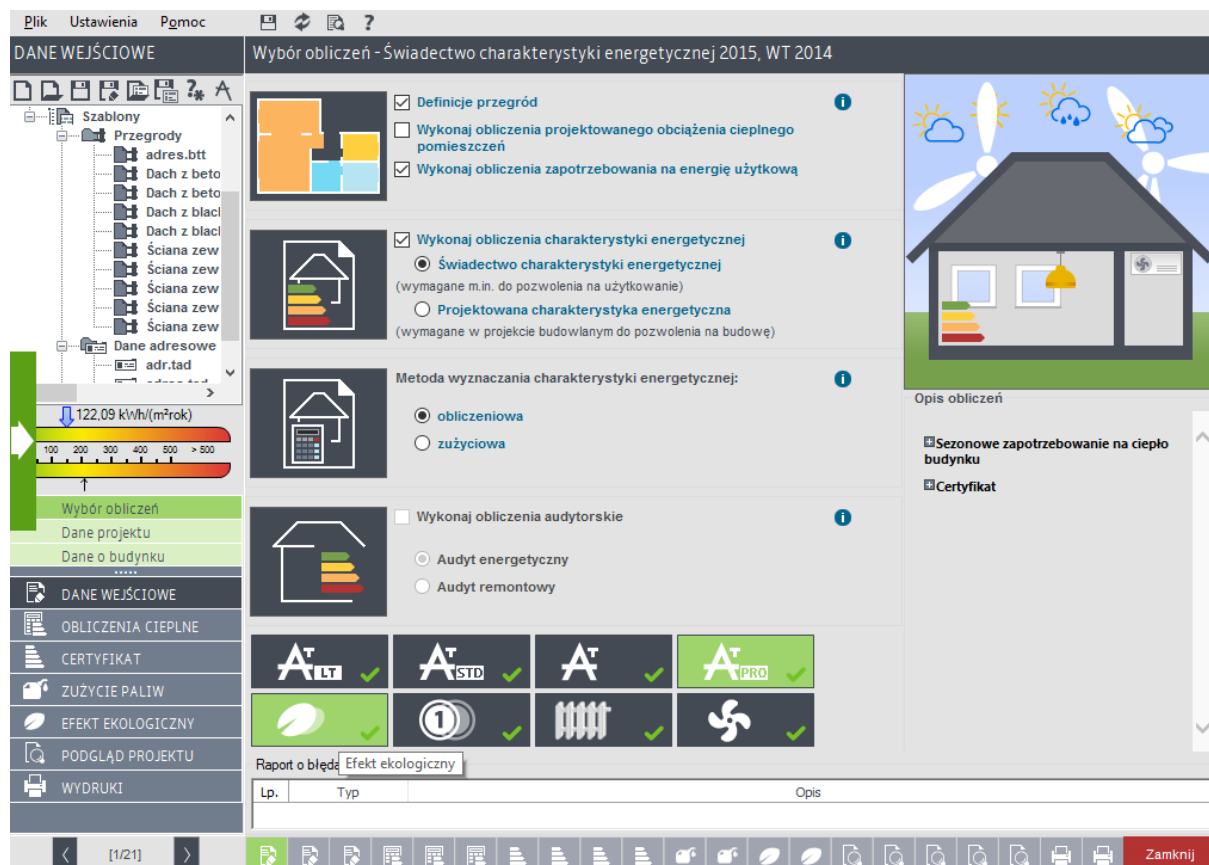 Plik Ustawienia Pomoc
DANE WEJŚCIOWE
Wybór obliczeń - Świadectwo charakterystyki energetycznej 2015, WT 2014
Szablony
Przegrody
adres.btt
Dach z beto
Dach z beto
Dach z blacl
Dach z blacl
Ściana zew
Ściana zew
Ściana zew
Ściana zew
Ściana zew
Dane adresowe
adr.tad
122,09 kWh/(m²rok)
100 200 300 400 500 > 500
Wybór obliczeń
Dane projektu
Dane o budynku
DANE WEJŚCIOWE
OBLICZENIA CIEPLNE
CERTYFIKAT
ZUŻYCIE PALIW
EFEKT EKOLOGICZNY
PODGLĄD PROJEKTU
WYDRUKI
[1/21]
Definicje przegród
Wykonaj obliczenia projektowanego obciążenia cieplnego
pomieszczeń
Wykonaj obliczenia zapotrzebowania na energię użytkową
Wykonaj obliczenia charakterystyki energetycznej
Świadectwo charakterystyki energetycznej
(wymagane m.in. do pozwolenia na użytkowanie)
Projektowana charakterystyka energetyczna
(wymagane w projekcie budowlanym do pozwolenia na budowę)
Metoda wyznaczania charakterystyki energetycznej:
obliczeniowa
zużyciowa
Wykonaj obliczenia audytorskie
Audyt energetyczny
Audyt remontowy
AT LT
AT STD
AT
AT PRO
1
Efekt ekologiczny
Raport o błęda
Lp. Typ Opis
Opis obliczeń
Sezonowe zapotrzebowanie na ciepło
budynku
Certyfikat
Zamknij